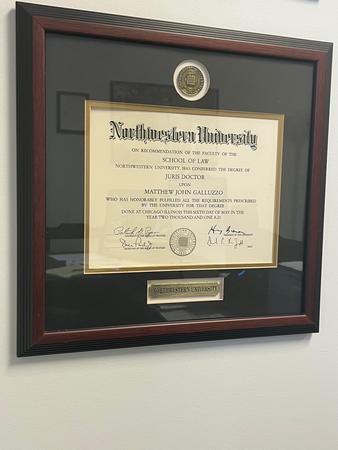 Northwestern University
ON RECOMMENDATION OF THE FACULTY OF THE
SCHOOL OF LAW
NORTHWESTERN UNIVERSITY HAS CONFERRED THE DEGREE OF
JURIS DOCTOR
UPON
MATTHEW JOHN GALLUZZO
WHO HAS HONORABLY FULFILLED ALL THE REQUIREMENTS PRESCRIBED
BY THE UNIVERSITY FOR THAT DEGREE
DONE AT CHICAGO ILLINOIS THIS SIXTH DAY OF MAY IN THE
YEAR TWO THOUSAND AND ONE A.D.
NORTHWESTERN UNIVERSITY